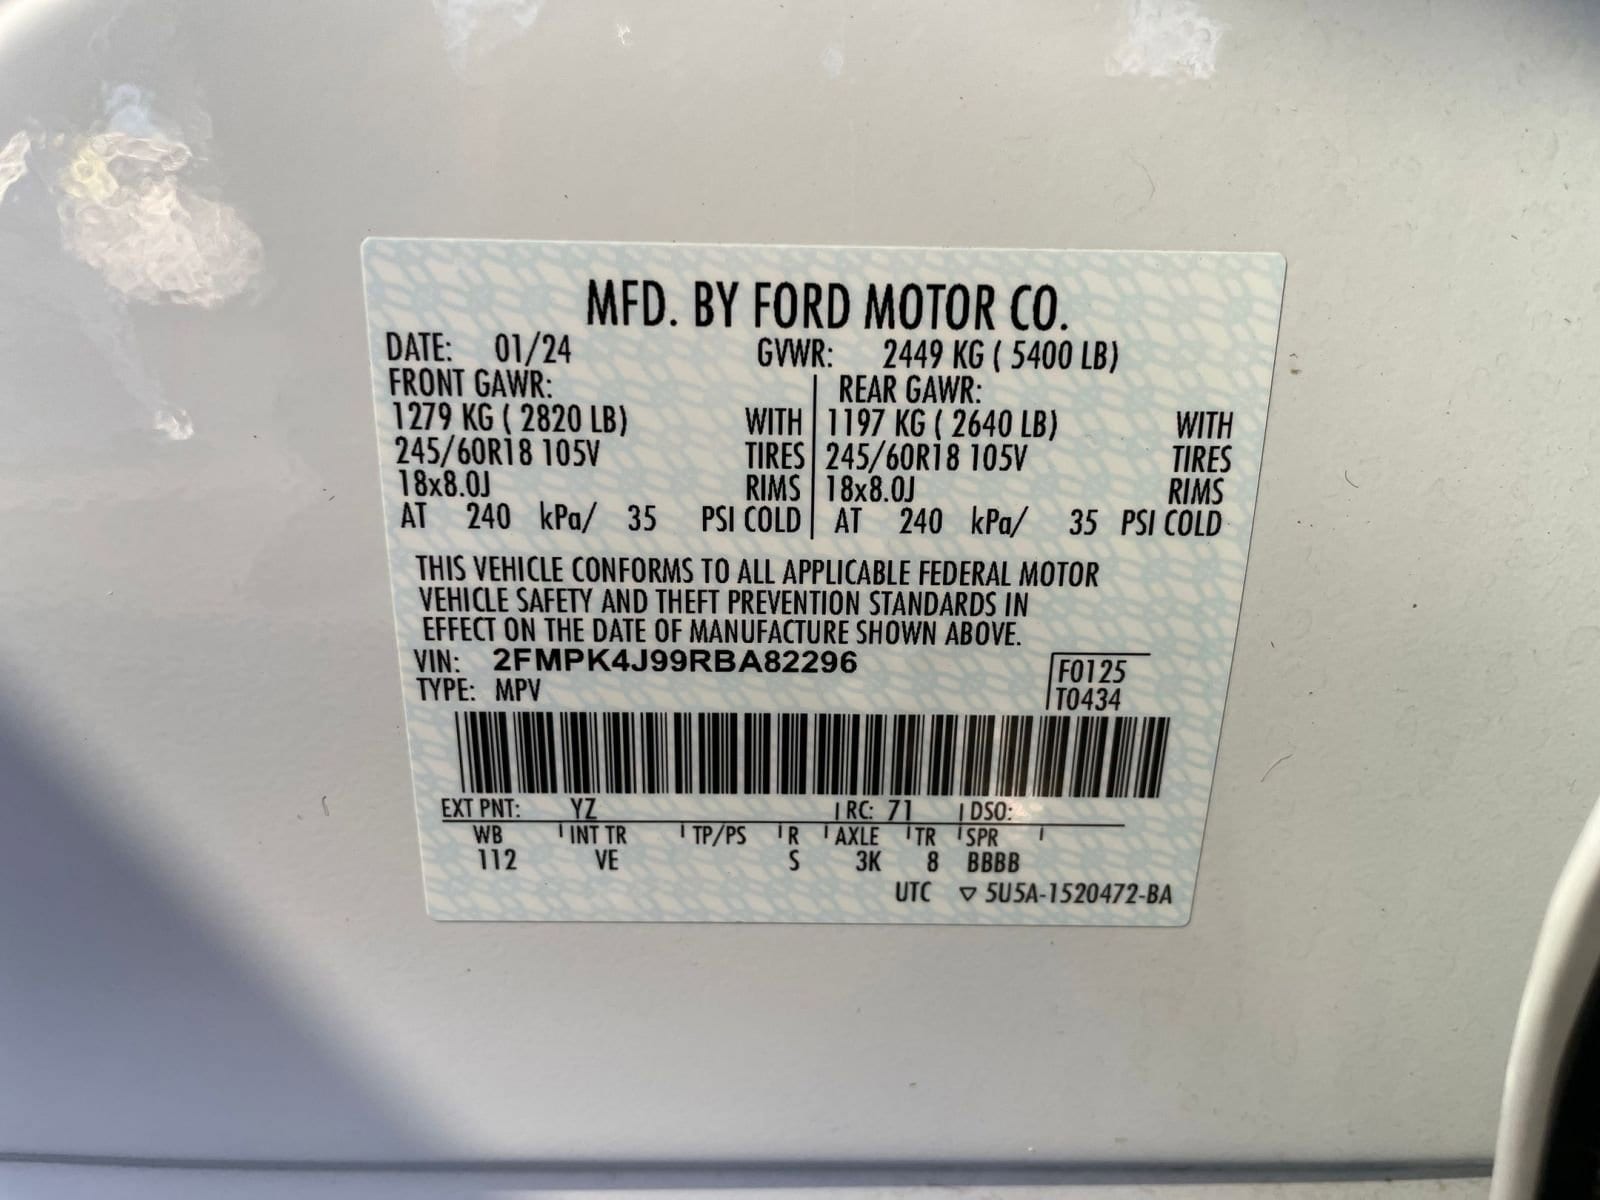 MFD. BY FORD MOTOR CO.
DATE: 01/24 GVWR: 2449 KG ( 5400 LB)
FRONT GAWR: REAR GAWR:
1279 KG ( 2820 LB) WITH 1197 KG ( 2640 LB) WITH
245/60R18 105V TIRES 245/60R18 105V TIRES
18x8.0J RIMS 18x8.0J RIMS
AT 240 kPa/ 35 PSI COLD AT 240 kPa/ 35 PSI COLD
THIS VEHICLE CONFORMS TO ALL APPLICABLE FEDERAL MOTOR
VEHICLE SAFETY AND THEFT PREVENTION STANDARDS IN
EFFECT ON THE DATE OF MANUFACTURE SHOWN ABOVE.
VIN: 2FMPK4J99RBA82296 F0125
TYPE: MPV T0434
EXT PNT: YZ RC: 71 DSO:
WB INT TR TP/PS R AXLE TR SPR
112 VE S 3K 8 BBBB
UTC ▽ 5U5A-1520472-BA